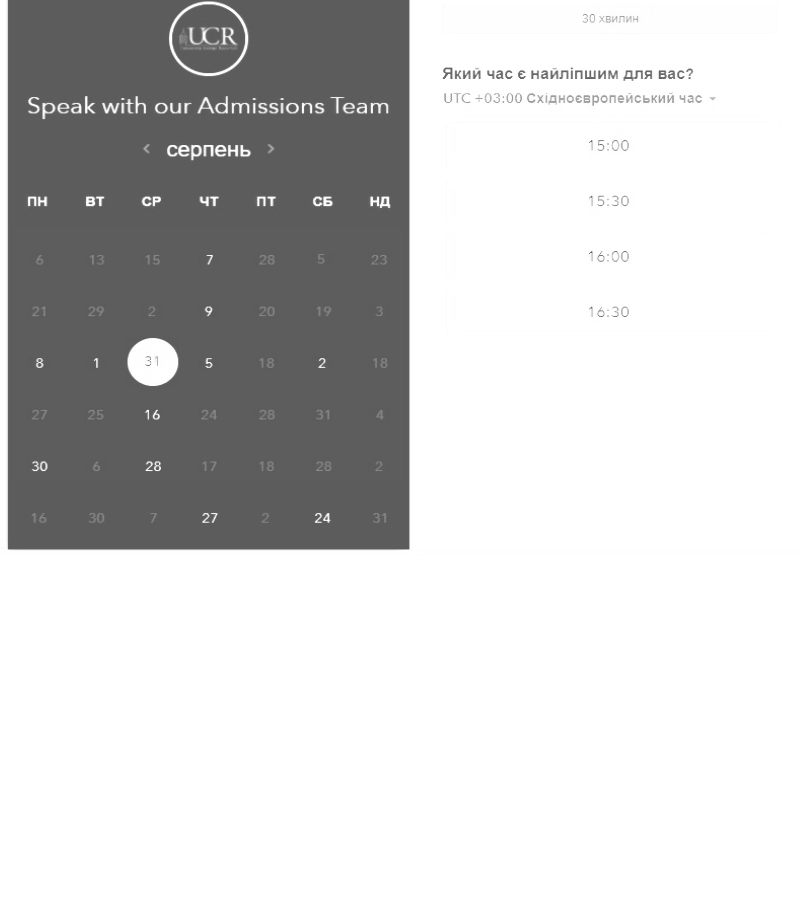 UCR
Speak with our Admissions Team
< серпень >
ПН ВТ СР ЧТ ПТ СБ НД
6 13 15 7 28 5 23
21 29 2 9 20 19 3
8 1 31 5 18 2 18
27 25 16 24 28 31 4
30 6 28 17 18 28 2
16 30 7 27 2 24 31
30 хвилин
Який час є найліпшим для вас?
UTC +03:00 Східноєвропейський час
15:00
15:30
16:00
16:30